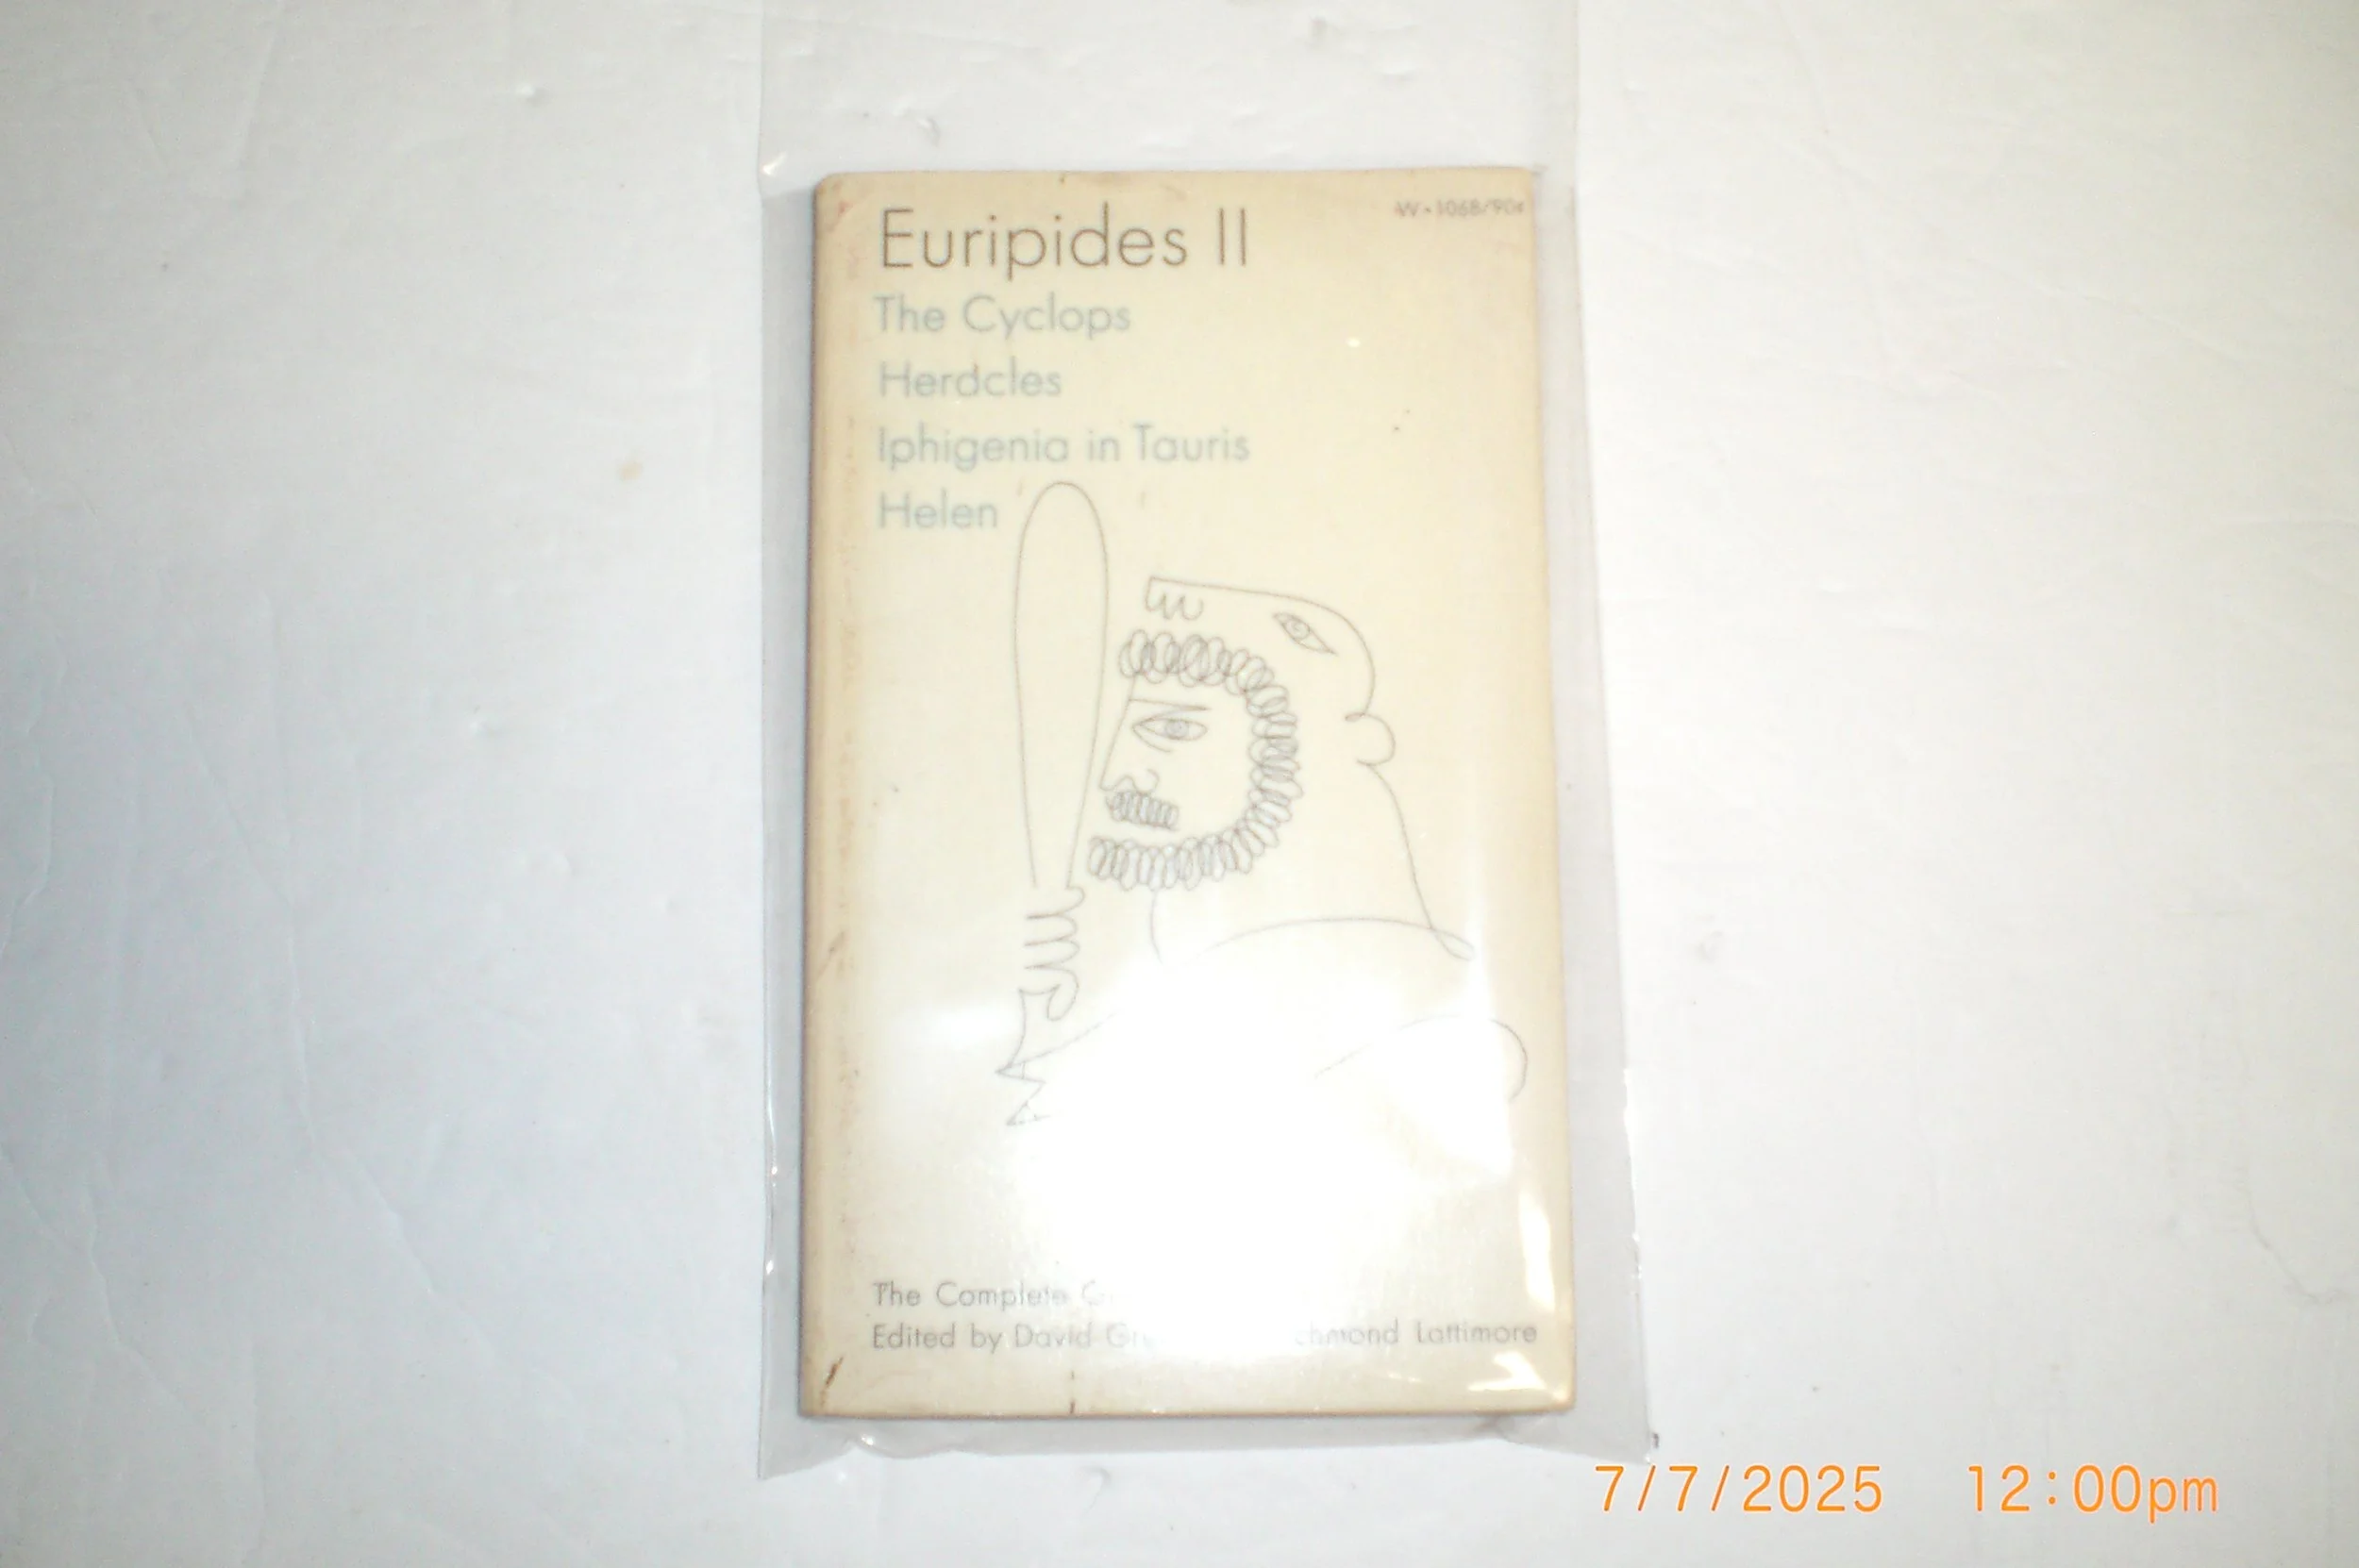 Euripides II
W-1068/90¢
The Cyclops
Herdcles
Iphigenia in Tauris
Helen
The Complete
Edited by David Lattimore
7/7/2025 12:00pm